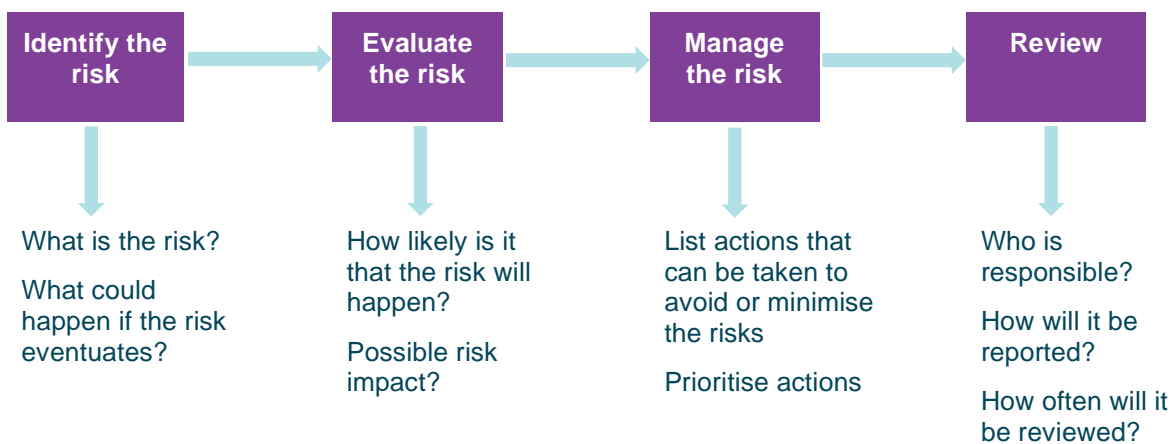 Identify the
risk
Evaluate
the risk
Manage
the risk
Review
What is the risk?
What could
happen if the risk
eventuates?
How likely is it
that the risk will
happen?
Possible risk
impact?
List actions that
can be taken to
avoid or minimise
the risks
Prioritise actions
Who is
responsible?
How will it be
reported?
How often will it
be reviewed?